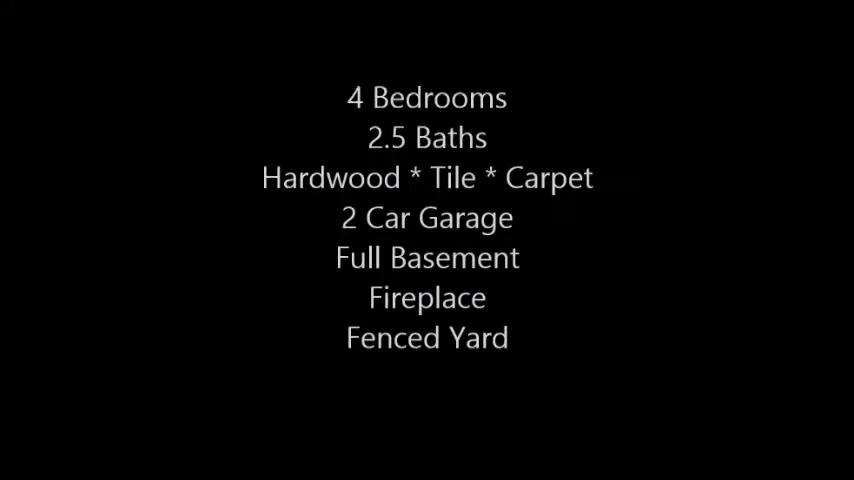 4 Bedrooms
2.5 Baths
Hardwood * Tile * Carpet
2 Car Garage
Full Basement
Fireplace
Fenced Yard